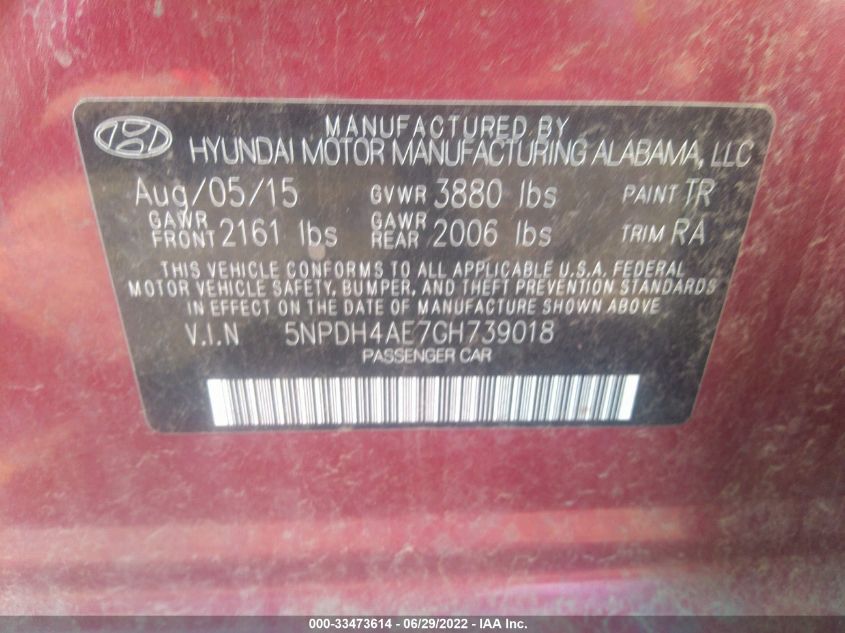 MANUFACTURED BY
HYUNDAI MOTOR MANUFACTURING ALABAMA, LLC
Aug/05/15 GVWR 3880 lbs PAINT TR
GAWR FRONT 2161 lbs GAWR REAR 2006 lbs TRIM RA
THIS VEHICLE CONFORMS TO ALL APPLICABLE U.S.A. FEDERAL
MOTOR VEHICLE SAFETY, BUMPER, AND THEFT PREVENTION STANDARDS
IN EFFECT ON THE DATE OF MANUFACTURE SHOWN ABOVE
V.I.N 5NPDH4AE7GH739018
PASSENGER CAR
000-33473614 - 06/29/2022 - IAA Inc.